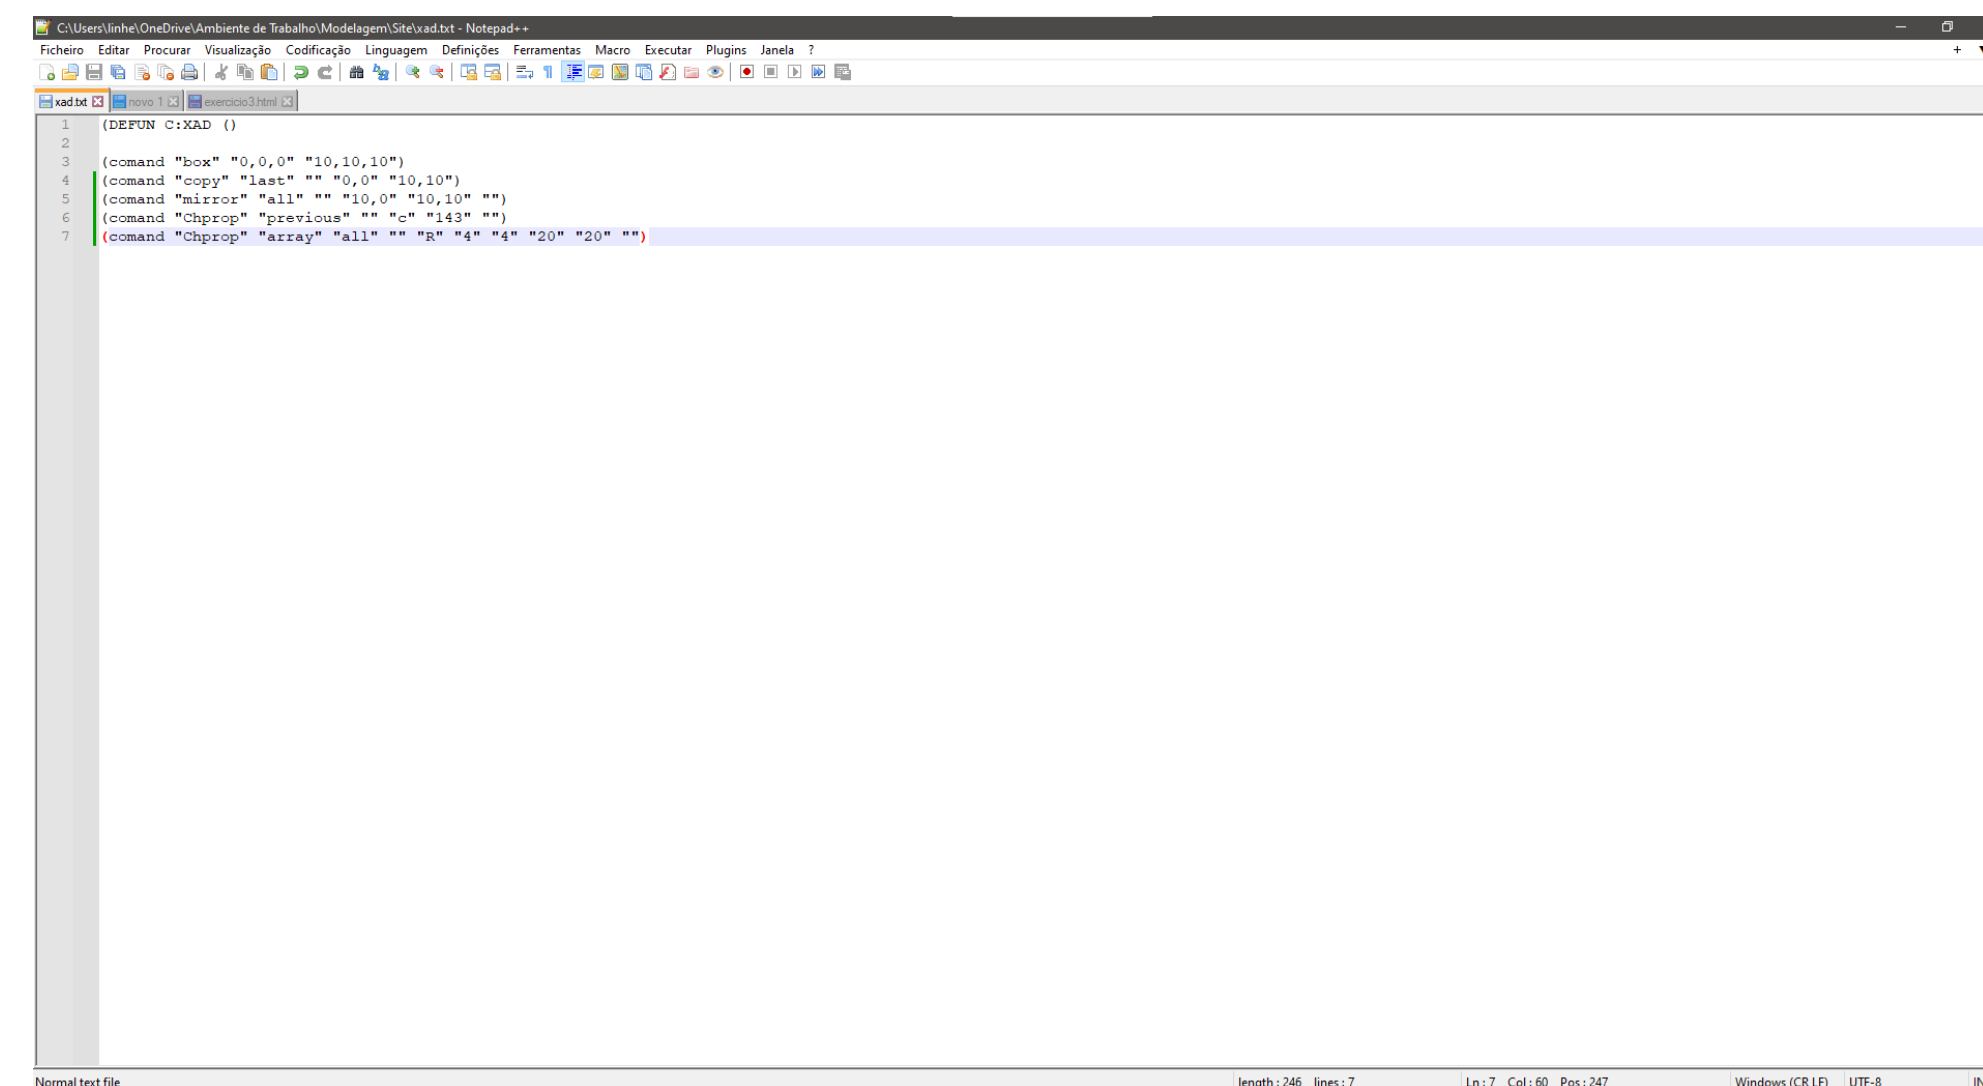 C:\Users\linhe\OneDrive\Ambiente de Trabalho\Modelagem\Site\xad.txt - Notepad++
Ficheiro Editar Procurar Visualização Codificação Linguagem Definições Ferramentas Macro Executar Plugins Janela ?
xad.txt novo 1 exercicio3.html
1 (DEFUN C:XAD ()
2
3 (comand "box" "0,0,0" "10,10,10")
4 (comand "copy" "last" "" "0,0" "10,10")
5 (comand "mirror" "all" "" "10,0" "10,10" "")
6 (comand "Chprop" "previous" "" "c" "143" "")
7 (comand "Chprop" "array" "all" "" "R" "4" "4" "20" "20" "")
Normal text file length : 246 lines : 7 Ln : 7 Col : 60 Pos : 247 Windows (CR LF) UTF-8 IN